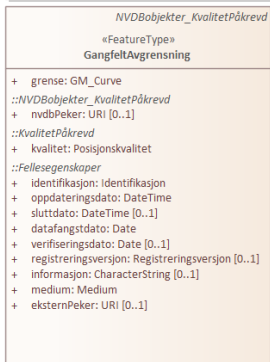 NVDBobjekter_KvalitetPåkrevd
«FeatureType»
GangfeltAvgrensning
+ grense: GM_Curve
::NVDBobjekter_KvalitetPåkrevd
+ nvdbPeker: URI [0..1]
::KvalitetPåkrevd
+ kvalitet: Posisjonskvalitet
::Fellesegenskaper
+ identifikasjon: Identifikasjon
+ oppdateringsdato: DateTime
+ sluttdato: DateTime [0..1]
+ datafangstdato: Date
+ verifiseringsdato: Date [0..1]
+ registreringsversjon: Registreringsversjon [0..1]
+ informasjon: CharacterString [0..1]
+ medium: Medium
+ eksternPeker: URI [0..1]